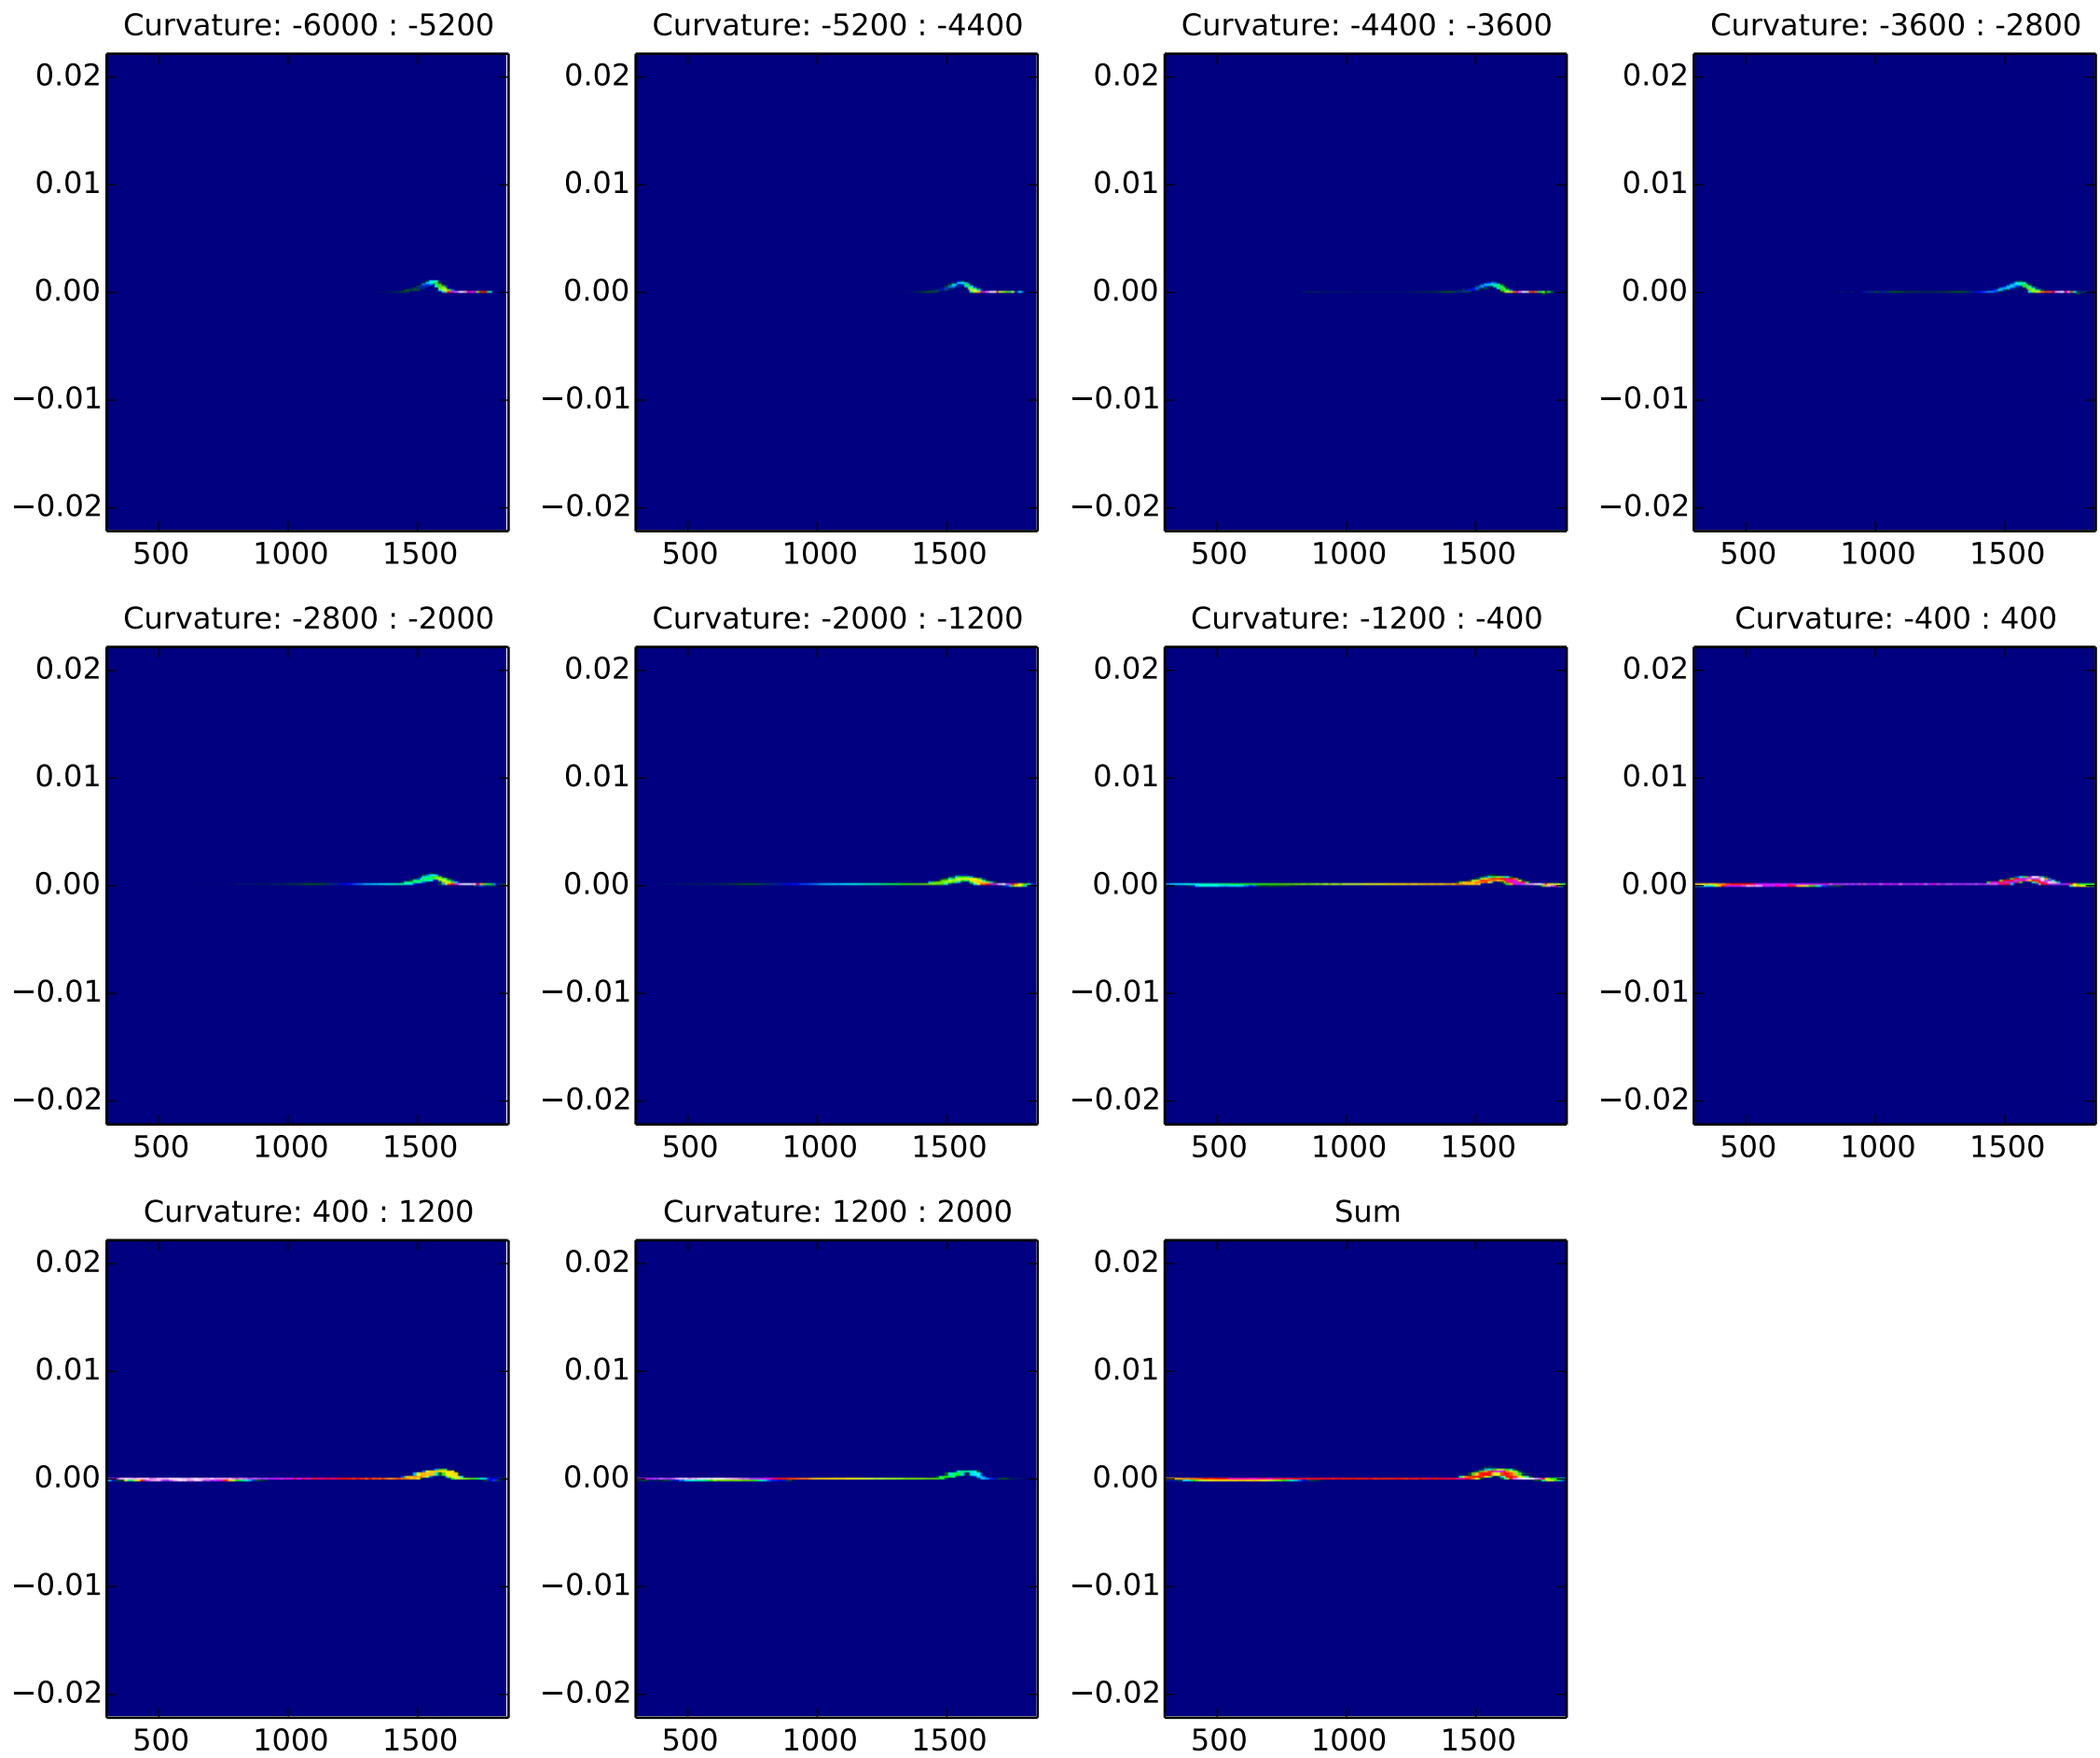 Curvature: -6000 : -5200
Curvature: -5200 : -4400
Curvature: -4400 : -3600
Curvature: -3600 : -2800
0.02 0.02 0.02 0.02
0.01 0.01 0.01 0.01
0.00 0.00 0.00 0.00
−0.01 −0.01 −0.01 −0.01
−0.02 −0.02 −0.02 −0.02
500 1000 1500 500 1000 1500 500 1000 1500 500 1000 1500
Curvature: -2800 : -2000
Curvature: -2000 : -1200
Curvature: -1200 : -400
Curvature: -400 : 400
0.02 0.02 0.02 0.02
0.01 0.01 0.01 0.01
0.00 0.00 0.00 0.00
−0.01 −0.01 −0.01 −0.01
−0.02 −0.02 −0.02 −0.02
500 1000 1500 500 1000 1500 500 1000 1500 500 1000 1500
Curvature: 400 : 1200
Curvature: 1200 : 2000
Sum
0.02 0.02 0.02
0.01 0.01 0.01
0.00 0.00 0.00
−0.01 −0.01 −0.01
−0.02 −0.02 −0.02
500 1000 1500 500 1000 1500 500 1000 1500